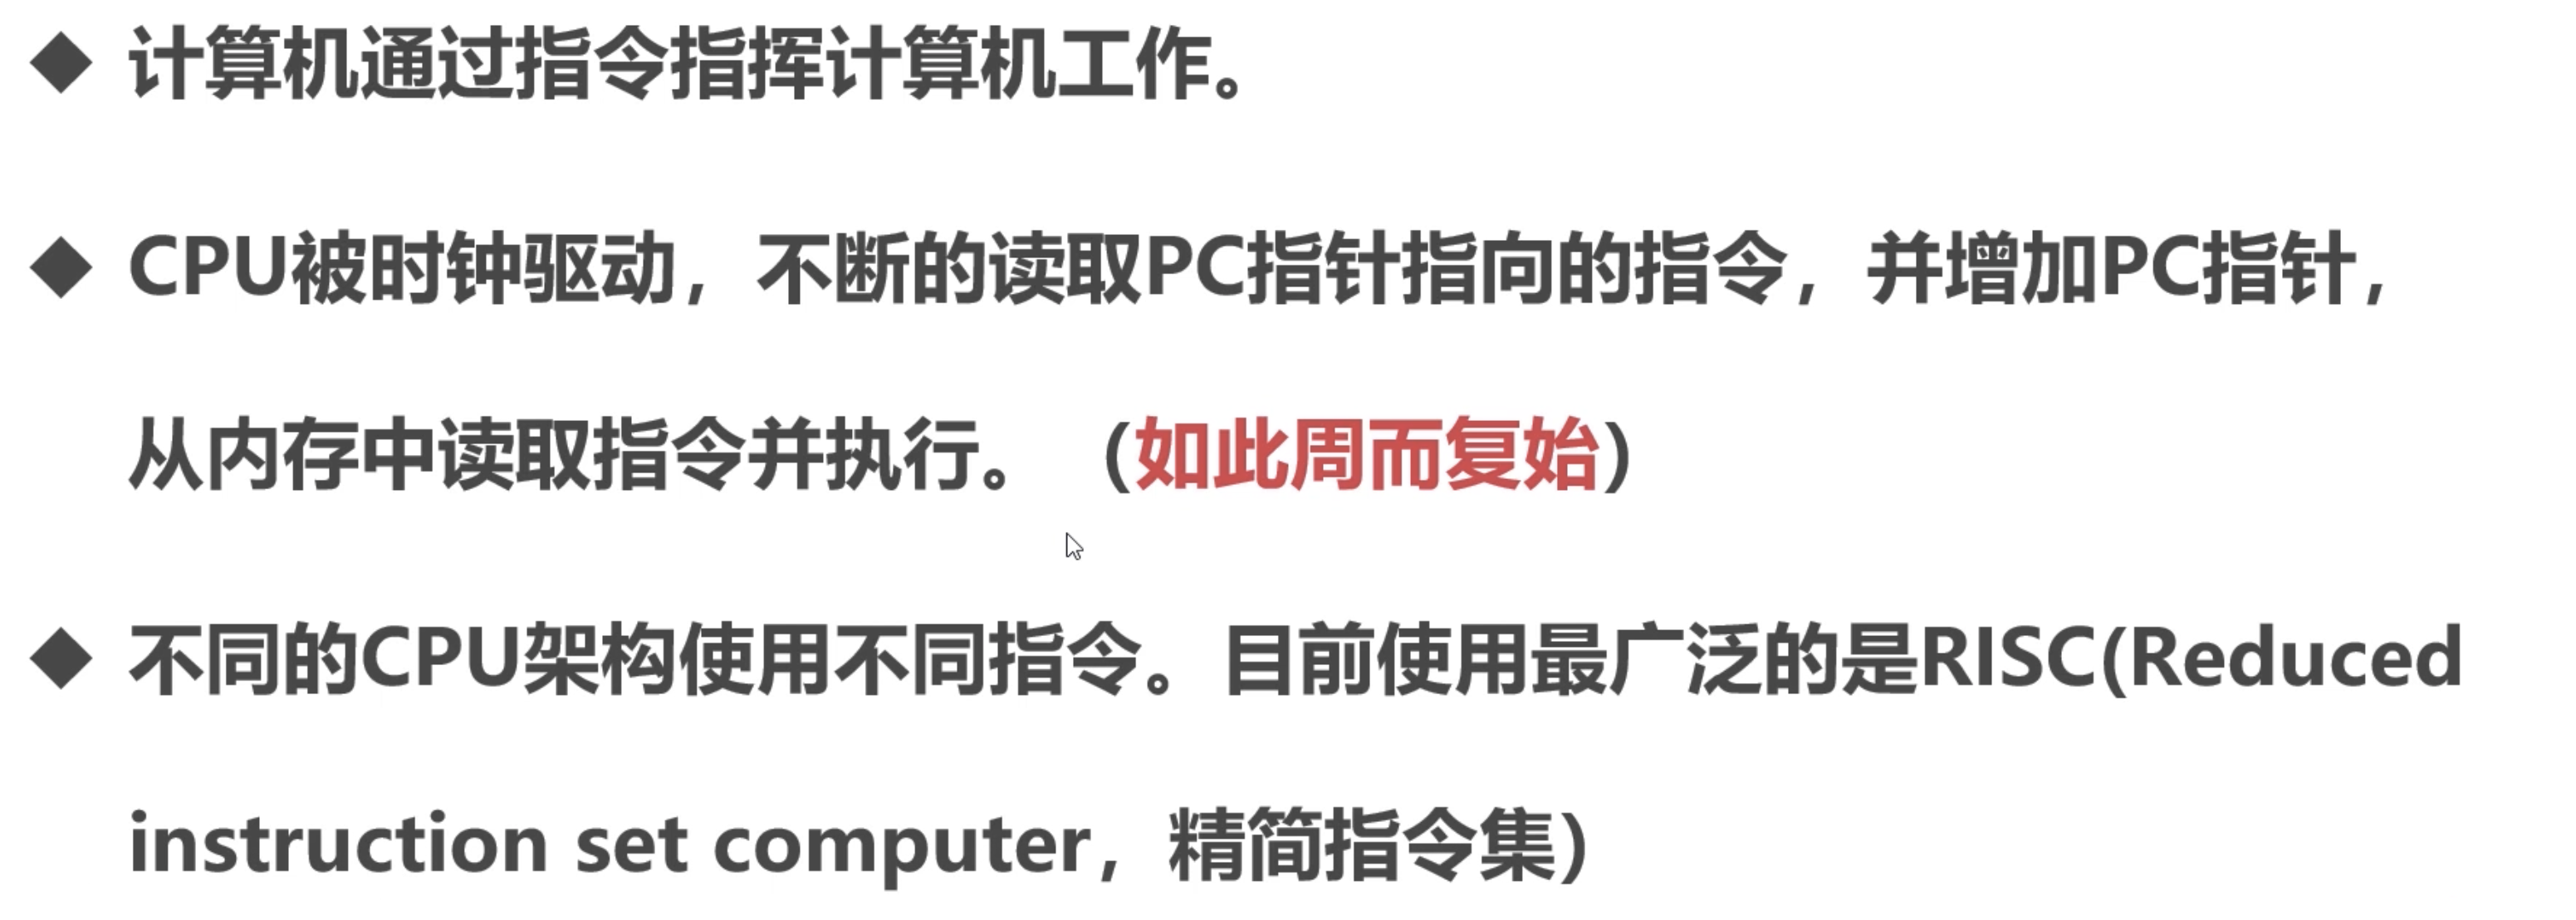 ◆ 计算机通过指令指挥计算机工作。
◆ CPU被时钟驱动，不断的读取PC指针指向的指令，并增加PC指针，
从内存中读取指令并执行。（如此周而复始）
◆ 不同的CPU架构使用不同指令。目前使用最广泛的是RISC(Reduced
instruction set computer，精简指令集）